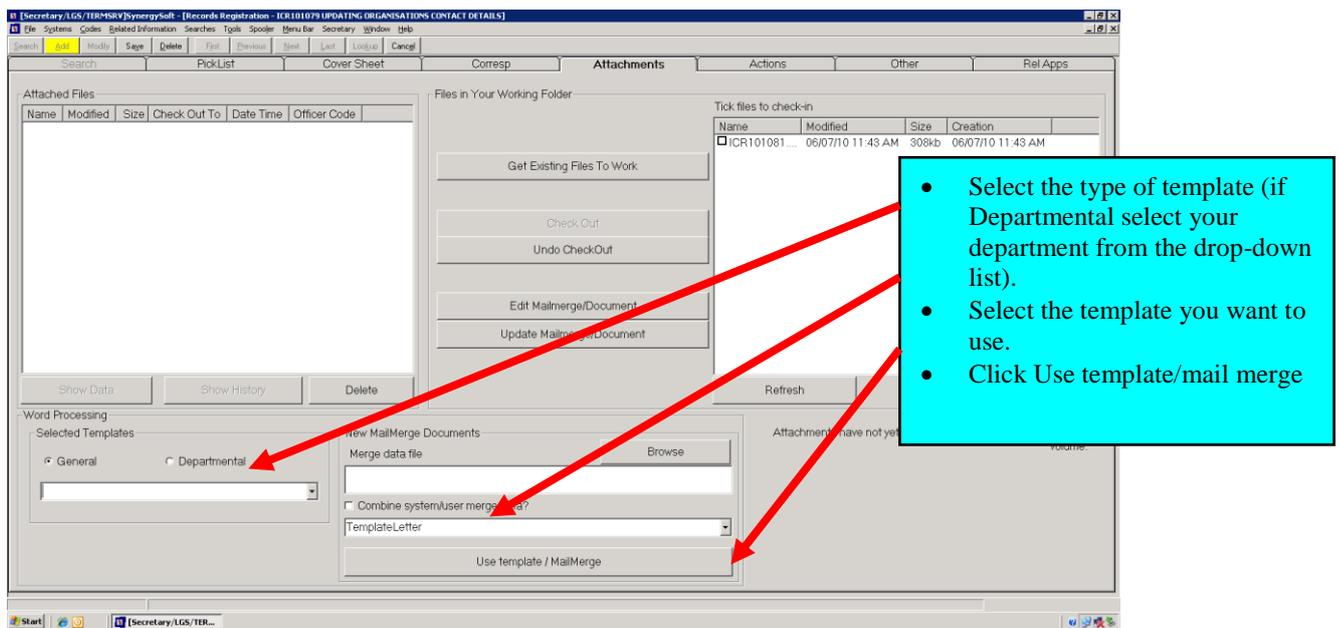 [Secretary/LGS/TERMSRV]SynergySoft - [Records Registration - ICR101079 UPDATING ORGANISATIONS CONTACT DETAILS]
File Systems Codes Related Information Searches Tools Spooler Menu Bar Secretary Window Help
Search Add Modify Save Delete First Previous Next Last Lookup Cancel
Search PickList Cover Sheet Corresp Attachments Actions Other Rel Apps
Attached Files
Name Modified Size Check Out To Date Time Officer Code
Files in Your Working Folder
Tick files to check-in
Name Modified Size Creation
ICR101081.... 06/07/10 11:43 AM 308kb 06/07/10 11:43 AM
Get Existing Files To Work
Check Out
Undo CheckOut
Edit Mailmerge/Document
Update Mailmerge/Document
• Select the type of template (if
Departmental select your
department from the drop-down
list).
• Select the template you want to
use.
• Click Use template/mail merge
Show Data Show History Delete
Refresh
Word Processing
Selected Templates
General Departmental
New MailMerge Documents
Merge data file
Browse
Combine system/user merge data?
TemplateLetter
Use template / MailMerge
Attachments have not yet
volume.
Start [Secretary/LGS/TER...